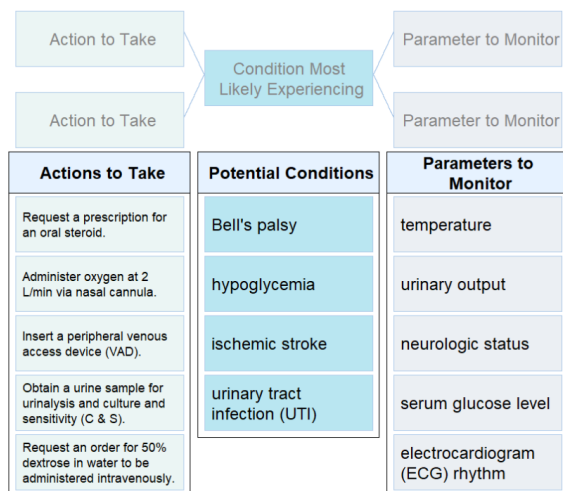 Action to Take
Parameter to Monitor
Condition Most
Likely Experiencing
Action to Take
Parameter to Monitor
Actions to Take
Request a prescription for
an oral steroid.
Administer oxygen at 2
L/min via nasal cannula.
Insert a peripheral venous
access device (VAD).
Obtain a urine sample for
urinalysis and culture and
sensitivity (C & S).
Request an order for 50%
dextrose in water to be
administered intravenously.
Potential Conditions
Bell's palsy
hypoglycemia
ischemic stroke
urinary tract
infection (UTI)
Parameters to
Monitor
temperature
urinary output
neurologic status
serum glucose level
electrocardiogram
(ECG) rhythm